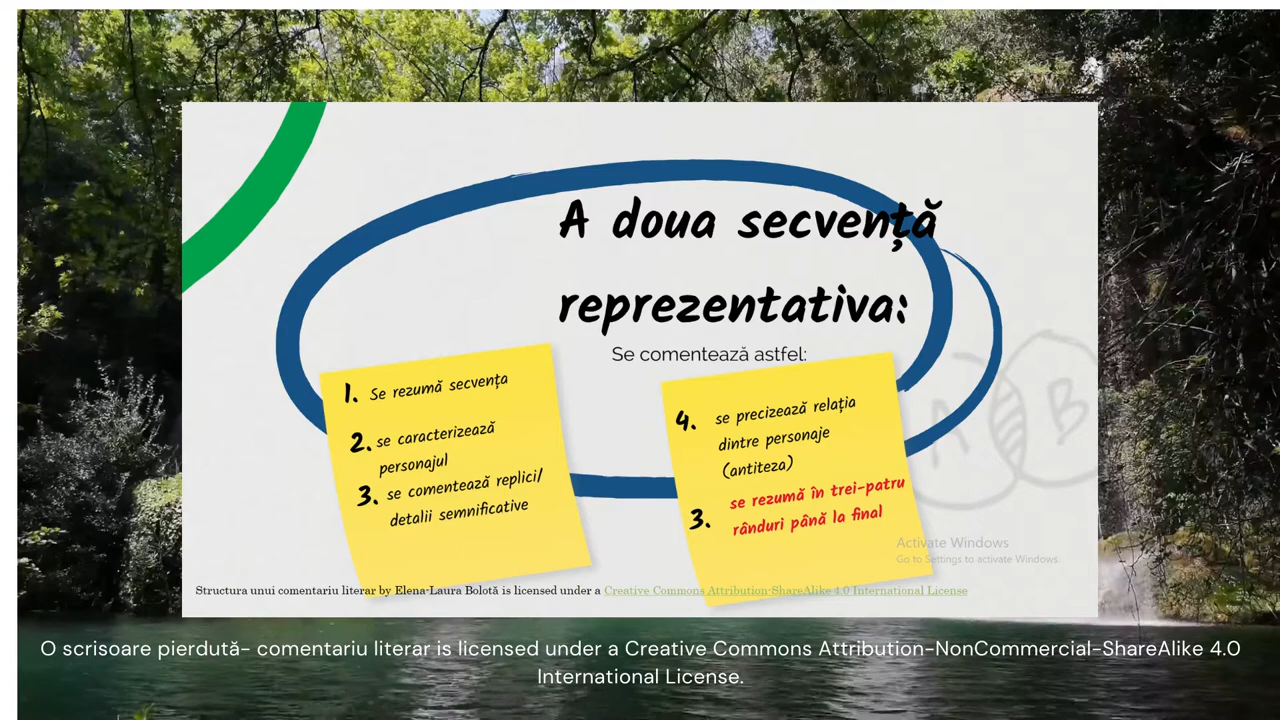 A doua secvență
reprezentativa:
Se comentează astfel:
1. Se rezumă secvența
2. se caracterizează
personajul
3. se comentează replici/
detalii semnificative
4. se precizează relația
dintre personaje
(antiteza)
3. se rezumă în trei-patru
rânduri până la final
A B
Activate Windows
Go to Settings to activate Windows.
Structura unui comentariu literar by Elena-Laura Bolotă is licensed under a Creative Commons Attribution-ShareAlike 4.0 International License
O scrisoare pierdută- comentariu literar is licensed under a Creative Commons Attribution-NonCommercial-ShareAlike 4.0
International License.